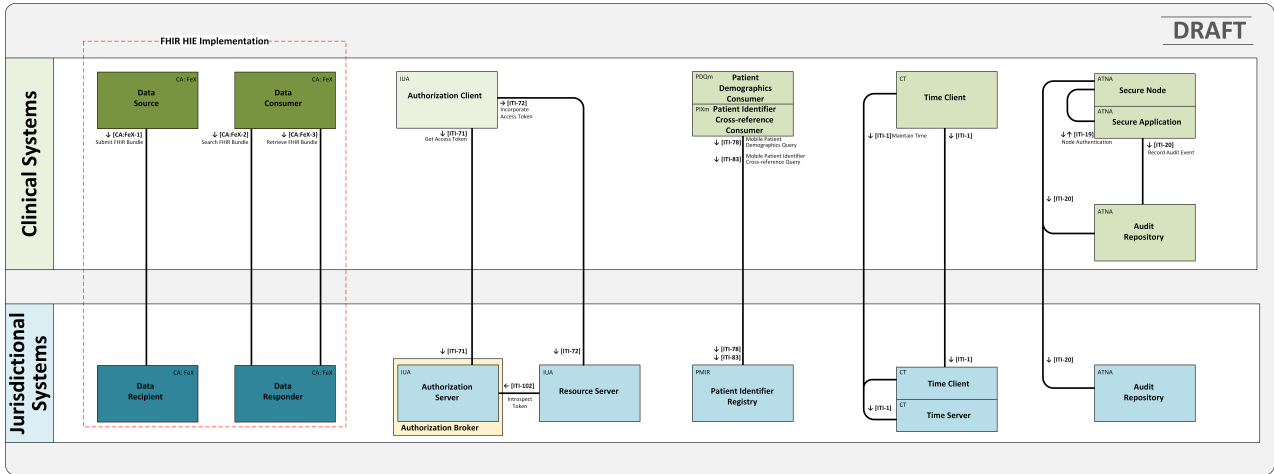 FHIR HIE Implementation
DRAFT
Clinical Systems
CA: FeX
Data
Source
CA: FeX
Data
Consumer
↓ [CA:FeX-1]
Submit FHIR Bundle
↓ [CA:FeX-2]
Search FHIR Bundle
↓ [CA:FeX-3]
Retrieve FHIR Bundle
IUA
Authorization Client
→ [ITI-72]
Incorporate
Access Token
↓ [ITI-71]
Get Access Token
PDQm
Patient
Demographics
Consumer
PIXm
Patient Identifier
Cross-reference
Consumer
↓ [ITI-78]
Mobile Patient
Demographics Query
↓ [ITI-83]
Mobile Patient Identifier
Cross-reference Query
CT
Time Client
↓ [ITI-1]
Maintain Time
↓ [ITI-1]
ATNA
Secure Node
ATNA
Secure Application
↓↑ [ITI-19]
Node Authentication
↓ [ITI-20]
Record Audit Event
↓ [ITI-20]
ATNA
Audit
Repository
Jurisdictional
Systems
CA: FeX
Data
Recipient
CA: FeX
Data
Responder
↓ [ITI-71]
IUA
Authorization
Server
Authorization Broker
← [ITI-102]
Introspect
Token
↓ [ITI-72]
IUA
Resource Server
↓ [ITI-78]
↓ [ITI-83]
PMIR
Patient Identifier
Registry
↓ [ITI-1]
CT
Time Client
↓ [ITI-1]
CT
Time Server
↓ [ITI-20]
ATNA
Audit
Repository